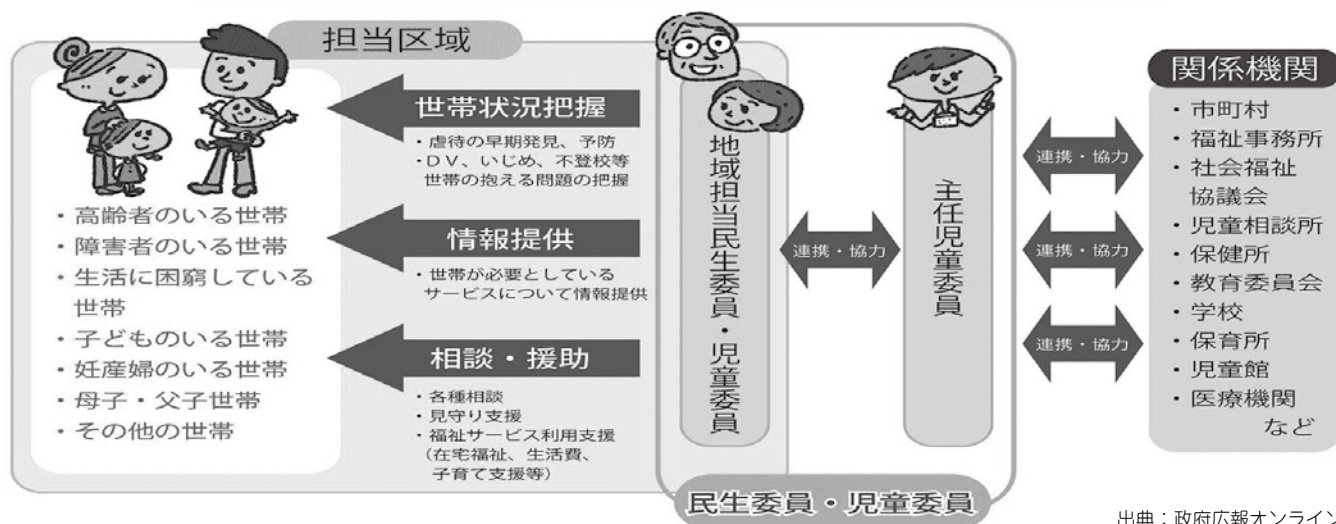 担当区域
・高齢者のいる世帯
・障害者のいる世帯
・生活に困窮している
世帯
・子どものいる世帯
・妊産婦のいる世帯
・母子・父子世帯
・その他の世帯
世帯状況把握
・虐待の早期発見、予防
・DV、いじめ、不登校等
世帯の抱える問題の把握
情報提供
・世帯が必要としている
サービスについて情報提供
相談・援助
・各種相談
・見守り支援
・福祉サービス利用支援
(在宅福祉、生活費、
子育て支援等)
地域担当民生委員・児童委員
連携・協力
主任児童委員
民生委員・児童委員
連携・協力
連携・協力
連携・協力
関係機関
・市町村
・福祉事務所
・社会福祉
協議会
・児童相談所
・保健所
・教育委員会
・学校
・保育所
・児童館
・医療機関
など
出典:政府広報オンライン